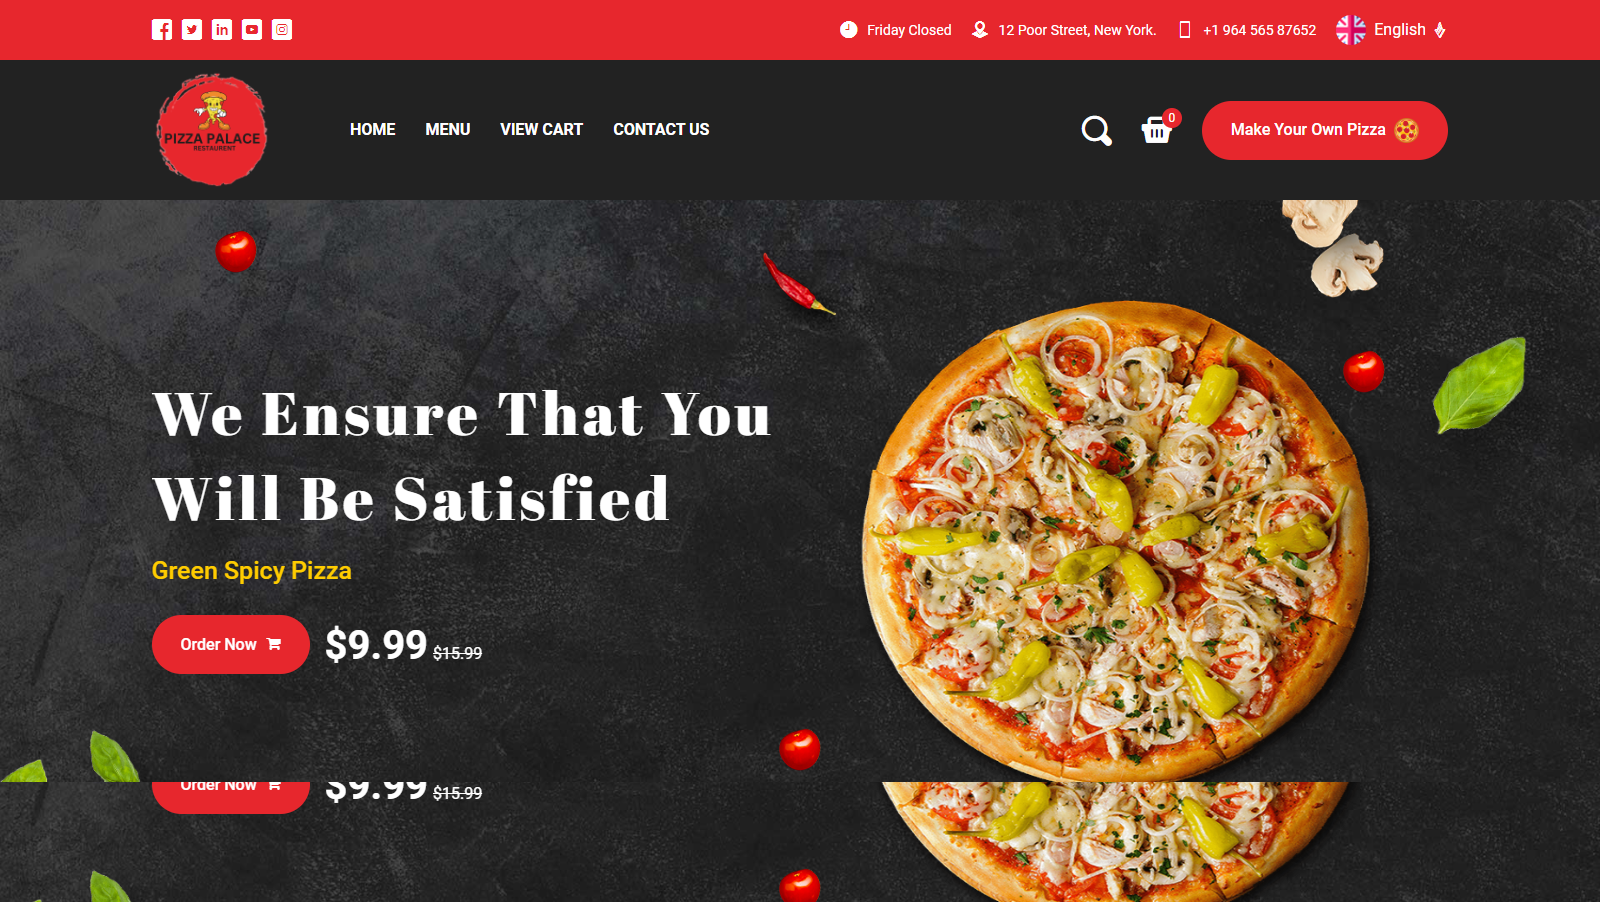 Friday Closed
12 Poor Street, New York.
+1 964 565 87652
English
PIZZA PALACE
RESTAURENT
HOME
MENU
VIEW CART
CONTACT US
0
Make Your Own Pizza
We Ensure That You
Will Be Satisfied
Green Spicy Pizza
Order Now
$9.99 $15.99
Order Now
$9.99 $15.99